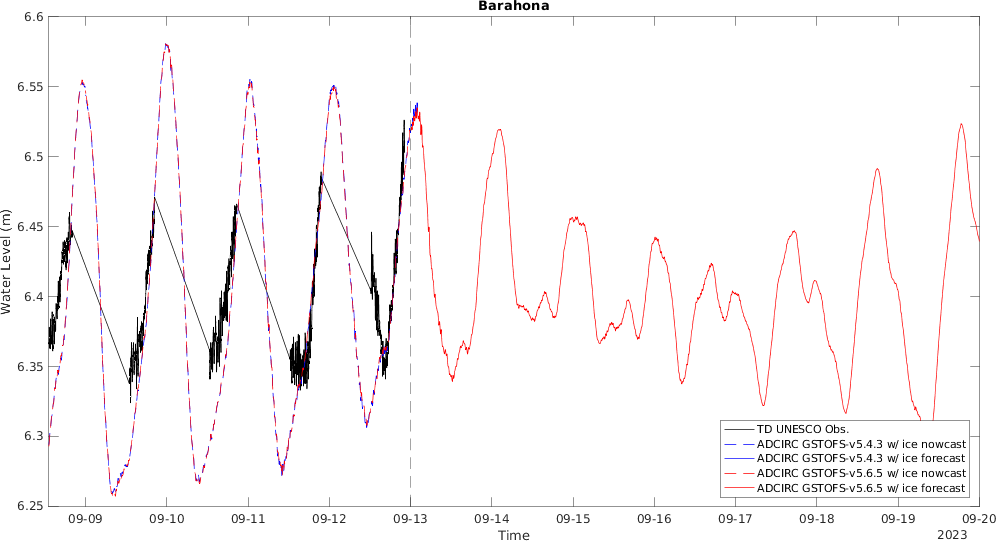 Barahona
6.6
6.55
6.5
6.45
6.4
6.35
6.3
6.25
Water Level (m)
TD UNESCO Obs.
ADCIRC GSTOFS-v5.4.3 w/ ice nowcast
ADCIRC GSTOFS-v5.4.3 w/ ice forecast
ADCIRC GSTOFS-v5.6.5 w/ ice nowcast
ADCIRC GSTOFS-v5.6.5 w/ ice forecast
09-09 09-10 09-11 09-12 09-13 09-14 09-15 09-16 09-17 09-18 09-19 09-20
Time
2023